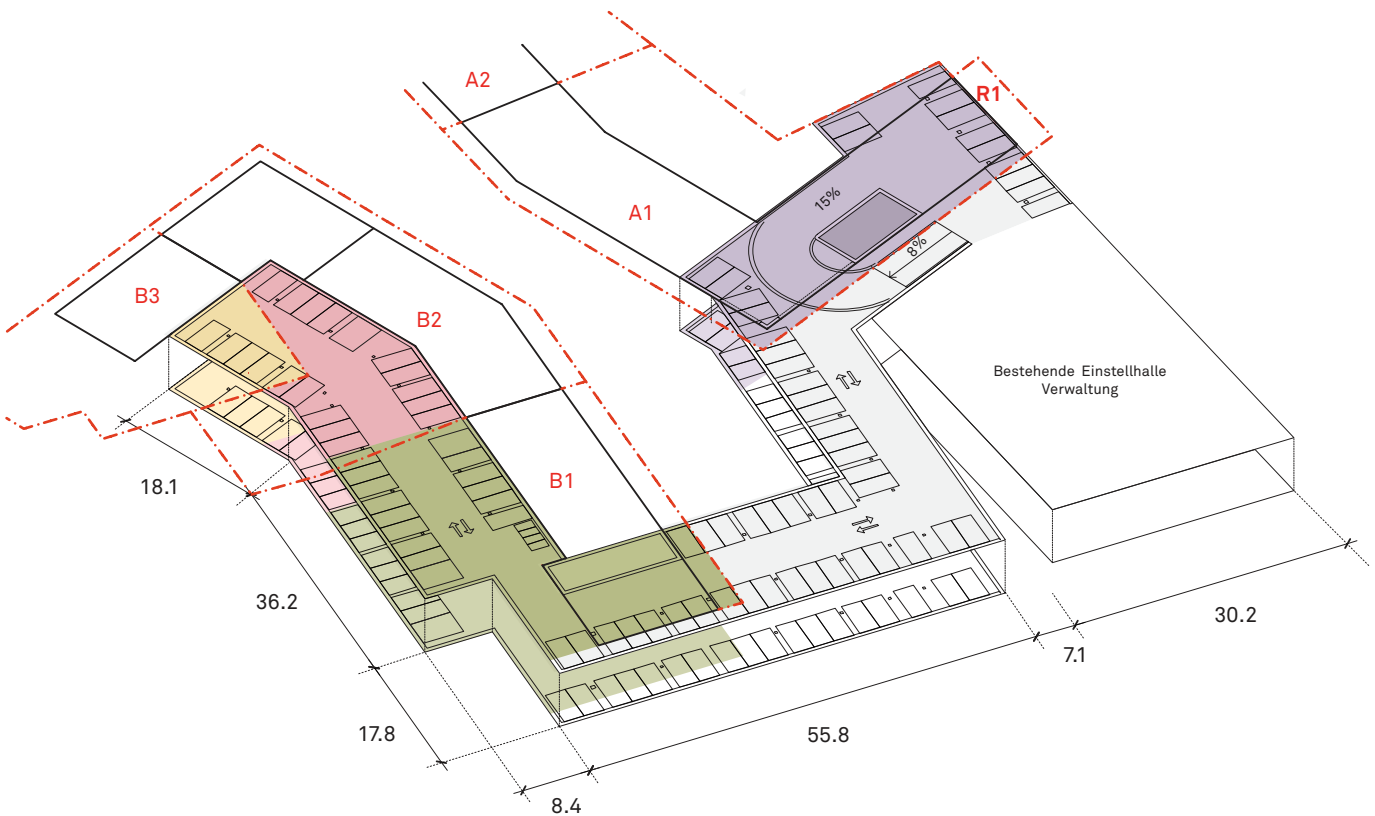 A2
R1
A1
15%
8%
B3
B2
Bestehende Einstellhalle
Verwaltung
B1
18.1
36.2
30.2
7.1
17.8
55.8
8.4